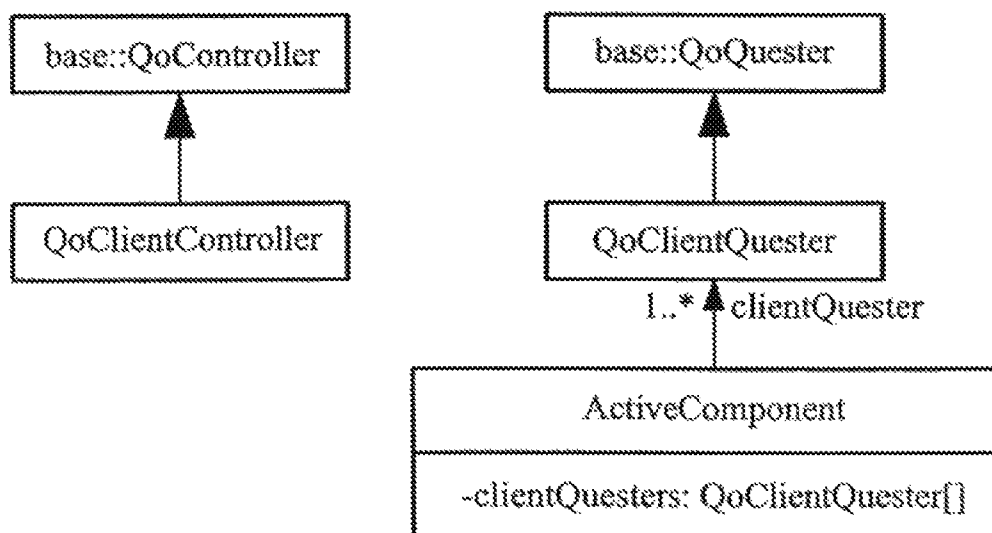 base::QoController
base::QoQuester
QoClientController
QoClientQuester
1..* clientQuester
ActiveComponent
-clientQuesters: QoClientQuester[]